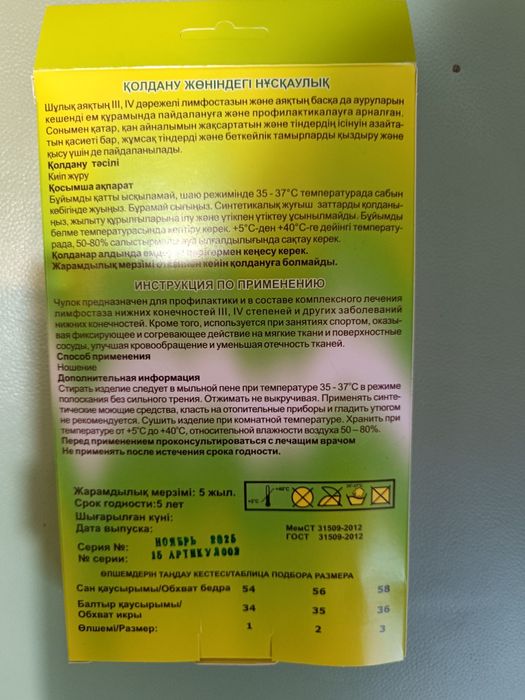 ҚОЛДАНУ ЖӨНІНДЕГІ НҰСҚАУЛЫҚ
Шұлық аяқтың III, IV дәрежелі лимфостазын және аяқтың басқа да ауруларын
кешенді ем құрамында пайдалануға және профилактикалауға арналған.
Сонымен қатар, қан айналымын жақсартатын және тіндердің ісінуін азайта-
тын қасиеті бар, жұмсақ тіндерді және беткейлік тамырларды қыздыру және
қысу үшін де пайдаланылады.
Қолдану тәсілі
Киіп жүру
Қосымша ақпарат
Бұйымды қатты ысқыламай, шаю режимінде 35 - 37°С температурада сабын
көбігінде жуыңыз. Бұрамай сығыңыз. Синтетикалық жуғыш заттарды қолданы-
ңыз, жылыту құрылғыларына ілу және үтікпен үтіктеу ұсынылмайды. Бұйымды
бөлме температурасында кептіру керек. +5°С-ден +40°С-ге дейінгі температу-
рада, 50-80% салыстырмалы ауа ылғалдылығында сақтау керек.
Қолданар алдында емдеуші дәрігермен кеңесу керек.
Жарамдылық мерзімі өткеннен кейін қолдануға болмайды.
ИНСТРУКЦИЯ ПО ПРИМЕНЕНИЮ
Чулок предназначен для профилактики и в составе комплексного лечения
лимфостаза нижних конечностей III, IV степеней и других заболеваний
нижних конечностей. Кроме того, используется при занятиях спортом, оказы-
вая фиксирующее и согревающее действие на мягкие ткани и поверхностные
сосуды, улучшая кровообращение и уменьшая отечность тканей.
Способ применения
Ношение
Дополнительная информация
Стирать изделие следует в мыльной пене при температуре 35 - 37°С в режиме
полоскания без сильного трения. Отжимать не выкручивая. Применять синте-
тические моющие средства, класть на отопительные приборы и гладить утюгом
не рекомендуется. Сушить изделие при комнатной температуре. Хранить при
температуре от +5°С до +40°С, относительной влажности воздуха 50 – 80%.
Перед применением проконсультироваться с лечащим врачом
Не применять после истечения срока годности.
Жарамдылық мерзімі: 5 жыл.
Срок годности:5 лет
Шығарылған күні:
Дата выпуска:
НОЯБРЬ 2025
Серия №:
№ серии:
15 АРТИКУЛ002
+5°С +40°С
МемСТ 31509-2012
ГОСТ 31509-2012
ӨЛШЕМДЕРІН ТАҢДАУ КЕСТЕСІ/ТАБЛИЦА ПОДБОРА РАЗМЕРА
Сан қаусырымы/Обхват бедра 54 56 58
Балтыр қаусырымы/
Обхват икры 34 35 36
Өлшемі/Размер: 1 2 3